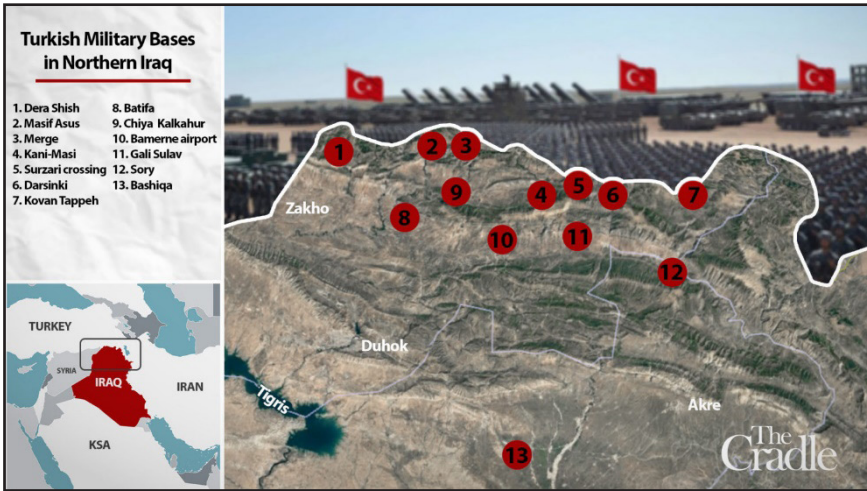 Turkish Military Bases
in Northern Iraq
1. Dera Shish
2. Masif Asus
3. Merge
4. Kani-Masi
5. Surzari crossing
6. Darsinki
7. Kovan Tappeh
8. Batifa
9. Chiya Kalkahur
10. Bamerne airport
11. Gali Sulav
12. Sory
13. Bashiqa
TURKEY
SYRIA
IRAQ
IRAN
KSA
1
2
3
4
5
6
7
8
9
10
11
12
13
Zakho
Duhok
Tigris
Akre
The
Cradle